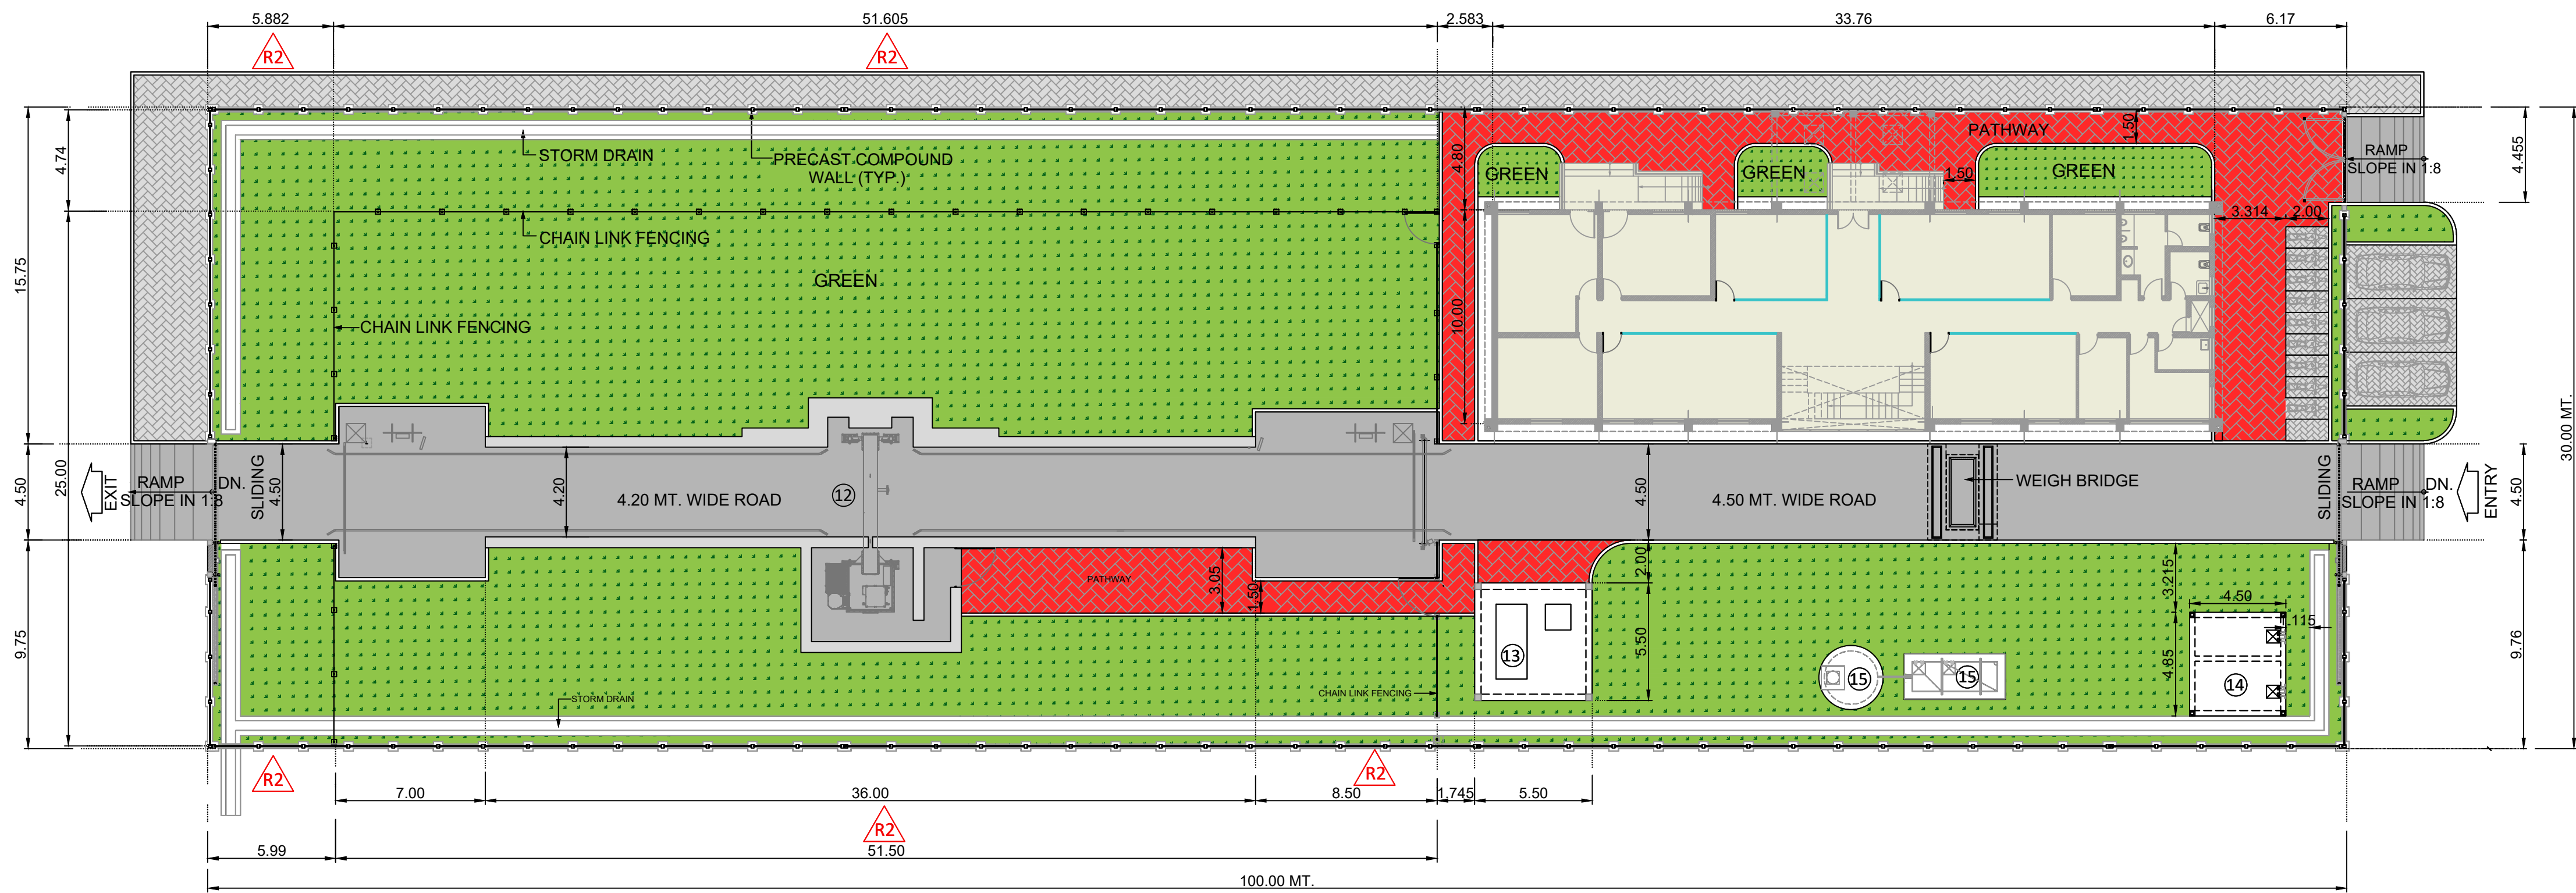 5.882
51.605
2.583
33.76
6.17
R2
R2
4.74
15.75
4.50
25.00
9.75
STORM DRAIN
PRECAST COMPOUND
WALL (TYP.)
CHAIN LINK FENCING
GREEN
CHAIN LINK FENCING
4.80
10.00
PATHWAY
1.50
GREEN
GREEN
1.50
GREEN
3.314
2.00
RAMP
SLOPE IN 1:8
4.455
30.00 MT.
EXIT
RAMP
SLOPE IN 1:8
DN.
SLIDING
4.50
4.20
4.20 MT. WIDE ROAD
12
4.50
4.50 MT. WIDE ROAD
WEIGH BRIDGE
SLIDING
RAMP
SLOPE IN 1:8
DN.
ENTRY
4.50
PATHWAY
3.05
1.50
2.00
5.50
13
15
15
3.215
4.50
4.85
14
9.76
STORM DRAIN
CHAIN LINK FENCING
R2
R2
7.00
36.00
8.50
1.745
5.50
R2
5.99
51.50
100.00 MT.